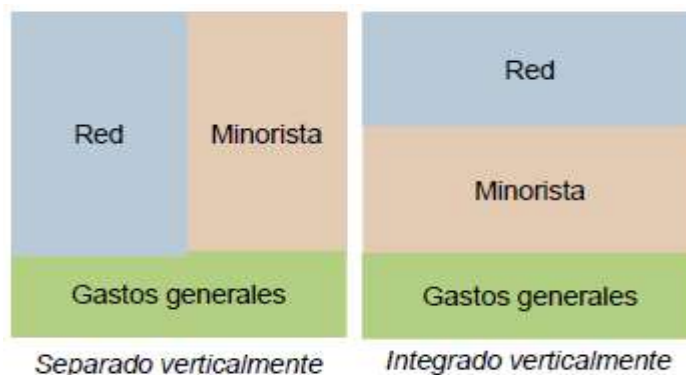 Red
Minorista
Gastos generales
Separado verticalmente
Red
Minorista
Gastos generales
Integrado verticalmente